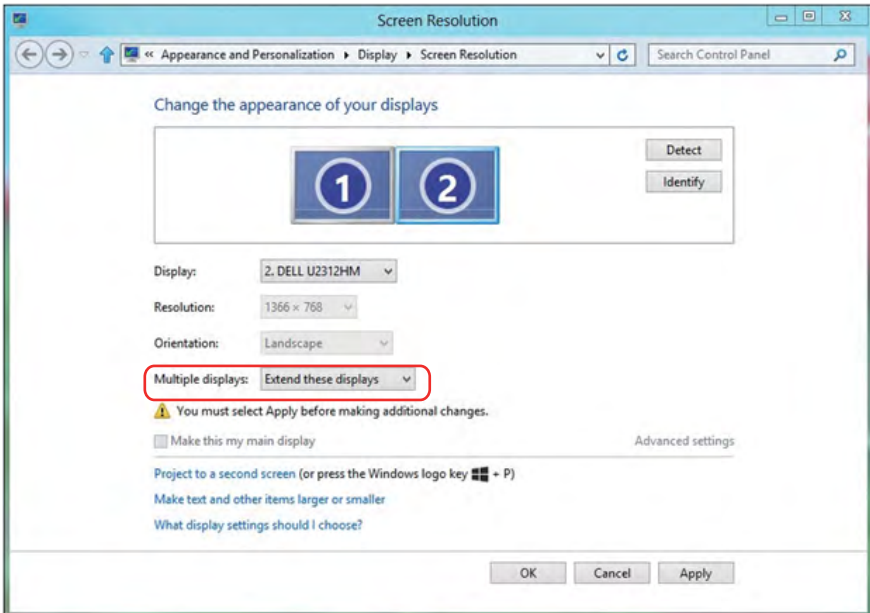 Screen Resolution
« Appearance and Personalization ▸ Display ▸ Screen Resolution
Search Control Panel
Change the appearance of your displays
1 2
Detect
Identify
Display: 2. DELL U2312HM
Resolution: 1366 × 768
Orientation: Landscape
Multiple displays: Extend these displays
You must select Apply before making additional changes.
Make this my main display Advanced settings
Project to a second screen (or press the Windows logo key + P)
Make text and other items larger or smaller
What display settings should I choose?
OK Cancel Apply